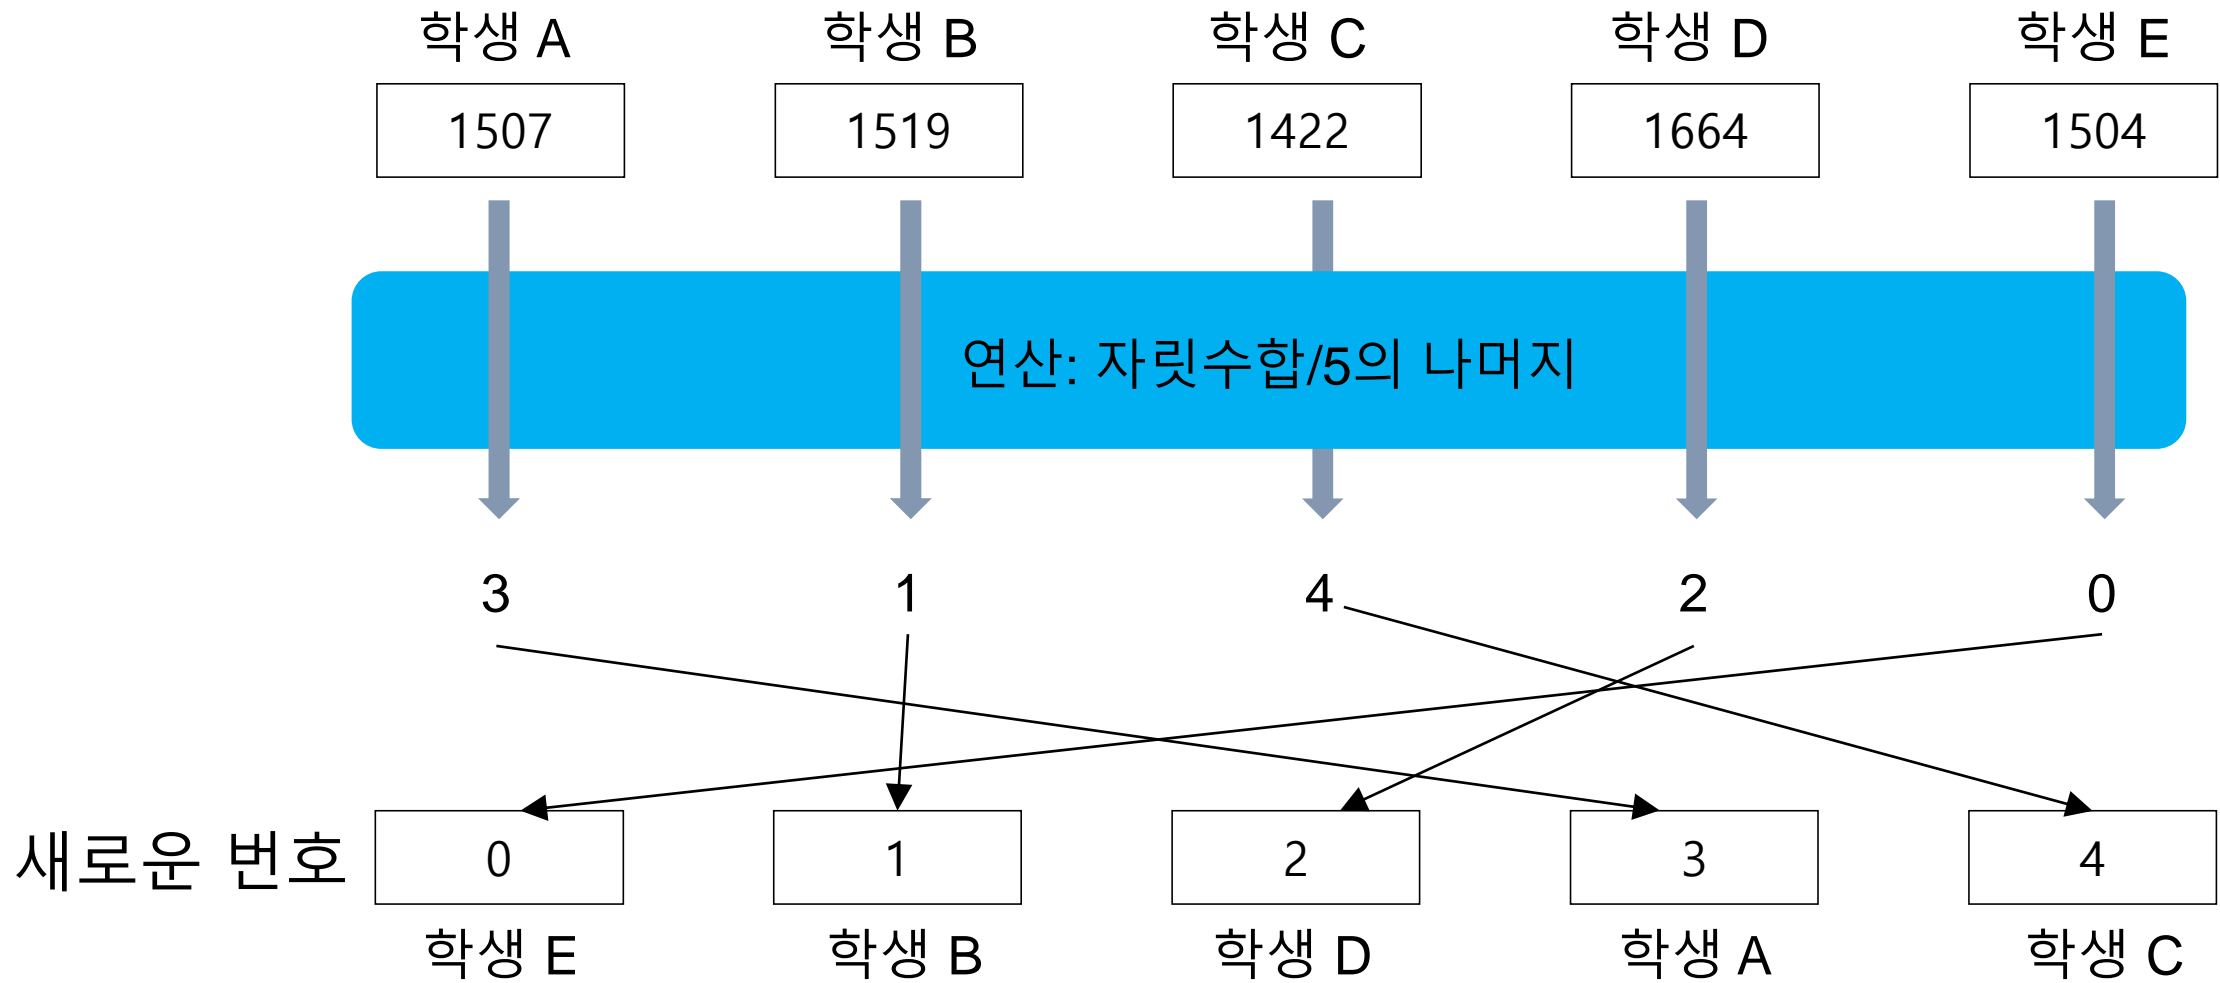 학생 A 학생 B 학생 C 학생 D 학생 E
1507 1519 1422 1664 1504
연산: 자릿수합/5의 나머지
3 1 4 2 0
새로운 번호 0 1 2 3 4
학생 E 학생 B 학생 D 학생 A 학생 C